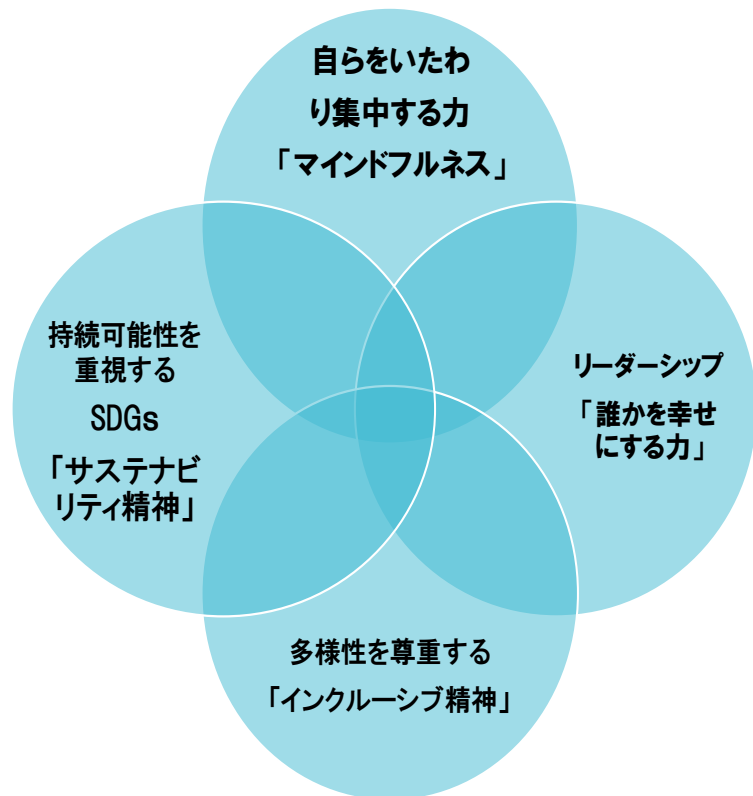 自らをいたわ
り集中する力
「マインドフルネス」
持続可能性を
重視する
SDGs
「サステナビ
リティ精神」
リーダーシップ
「誰かを幸せ
にする力」
多様性を尊重する
「インクルーシブ精神」